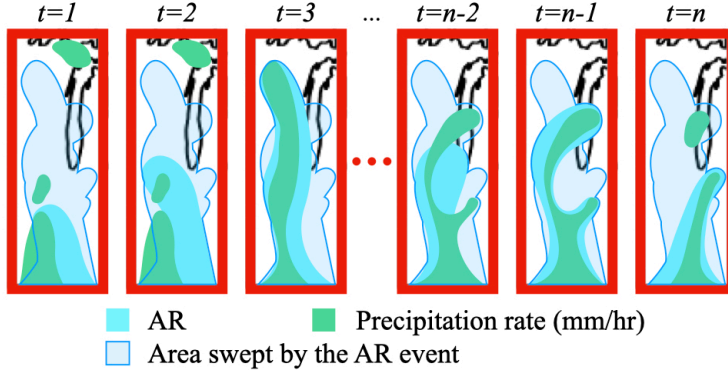 t=1 t=2 t=3 ... t=n-2 t=n-1 t=n
AR Precipitation rate (mm/hr)
Area swept by the AR event